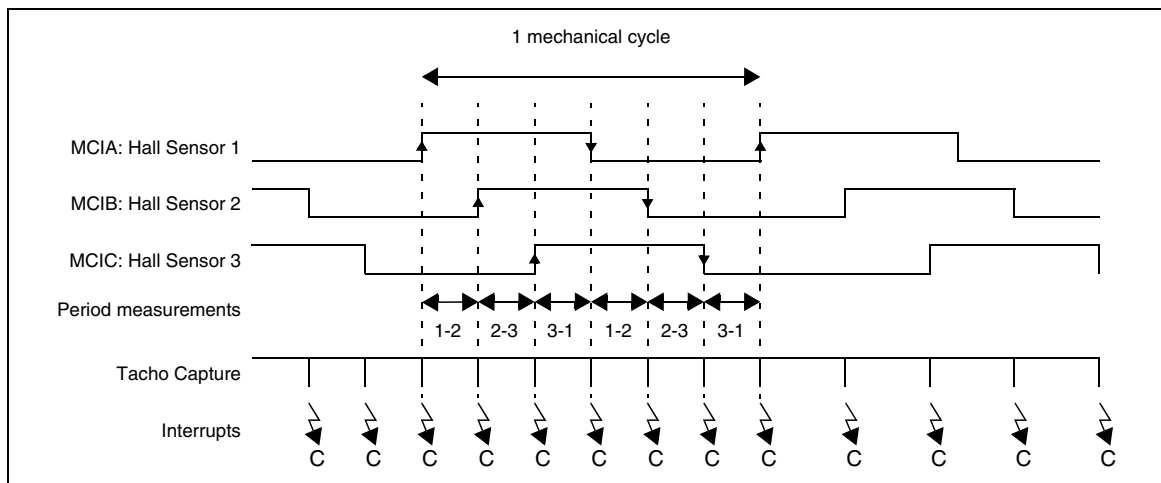 1 mechanical cycle
MCIA: Hall Sensor 1
MCIB: Hall Sensor 2
MCIC: Hall Sensor 3
Period measurements
1-2 2-3 3-1 1-2 2-3 3-1
Tacho Capture
Interrupts
C C C C C C C C C C C C C